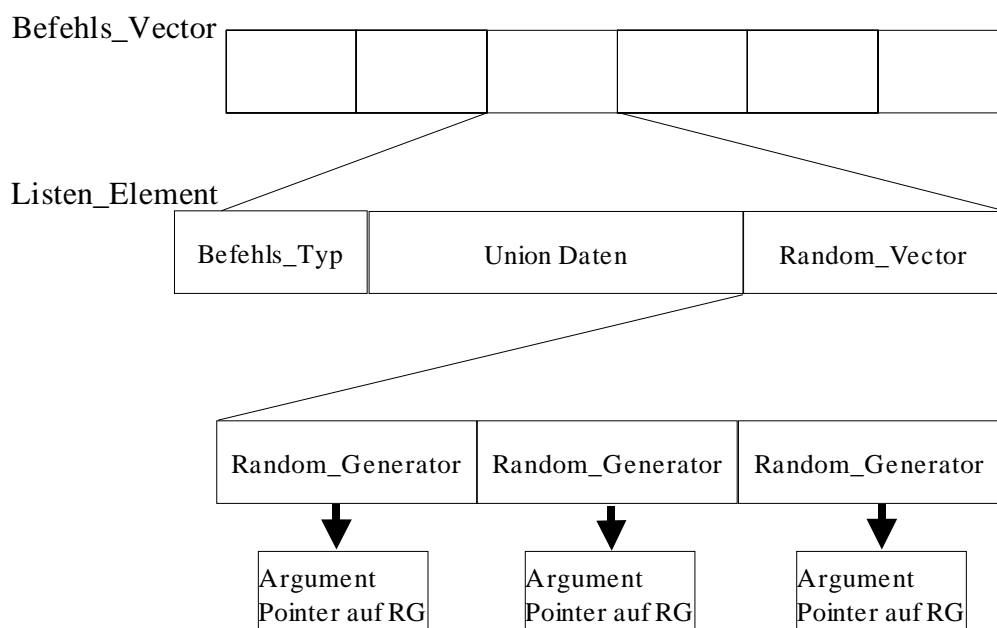 Befehls_Vector
Listen_Element
Befehls_Typ
Union Daten
Random_Vector
Random_Generator
Random_Generator
Random_Generator
Argument
Pointer auf RG
Argument
Pointer auf RG
Argument
Pointer auf RG